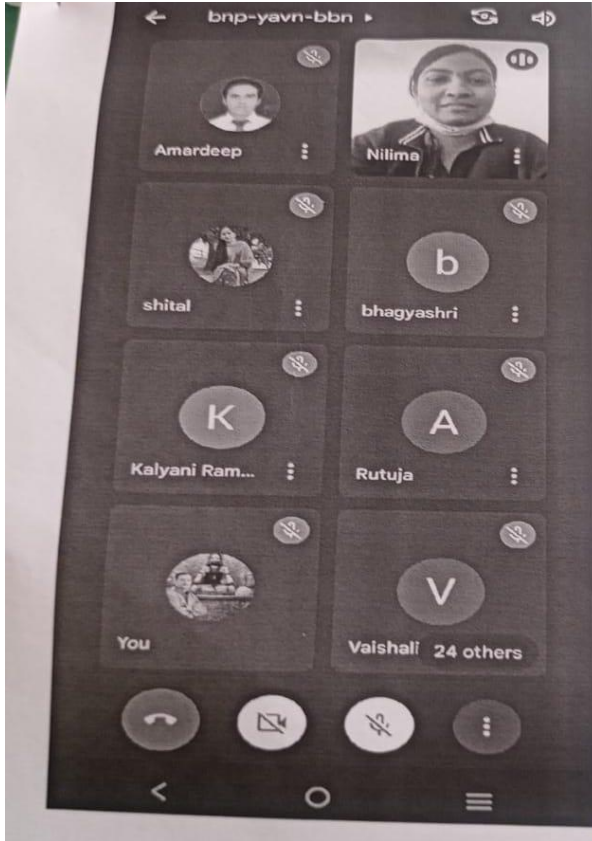 bnp-yavn-bbn
Amardeep
Nilima
shital
b
bhagyashri
K
Kalyani Ram...
A
Rutuja
You
V
Vaishali
24 others